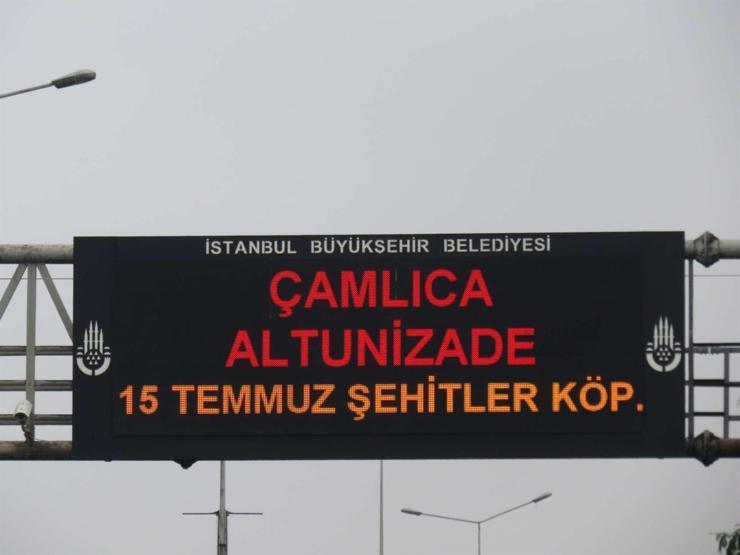 İSTANBUL BÜYÜKŞEHİR BELEDİYESİ
ÇAMLICA
ALTUNİZADE
15 TEMMUZ ŞEHİTLER KÖP.